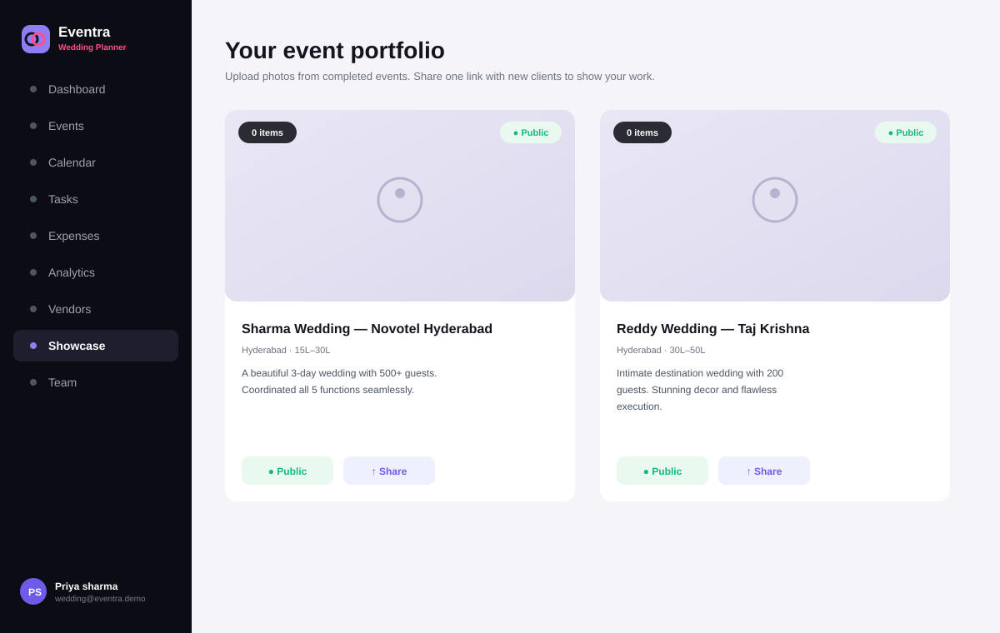 Eventra
Wedding Planner
Dashboard
Events
Calendar
Tasks
Expenses
Analytics
Vendors
Showcase
Team
PS
Priya sharma
wedding@eventra.demo
Your event portfolio
Upload photos from completed events. Share one link with new clients to show your work.
0 items
● Public
Sharma Wedding — Novotel Hyderabad
Hyderabad · 15L–30L
A beautiful 3-day wedding with 500+ guests.
Coordinated all 5 functions seamlessly.
● Public
↑ Share
0 items
● Public
Reddy Wedding — Taj Krishna
Hyderabad · 30L–50L
Intimate destination wedding with 200
guests. Stunning decor and flawless
execution.
● Public
↑ Share